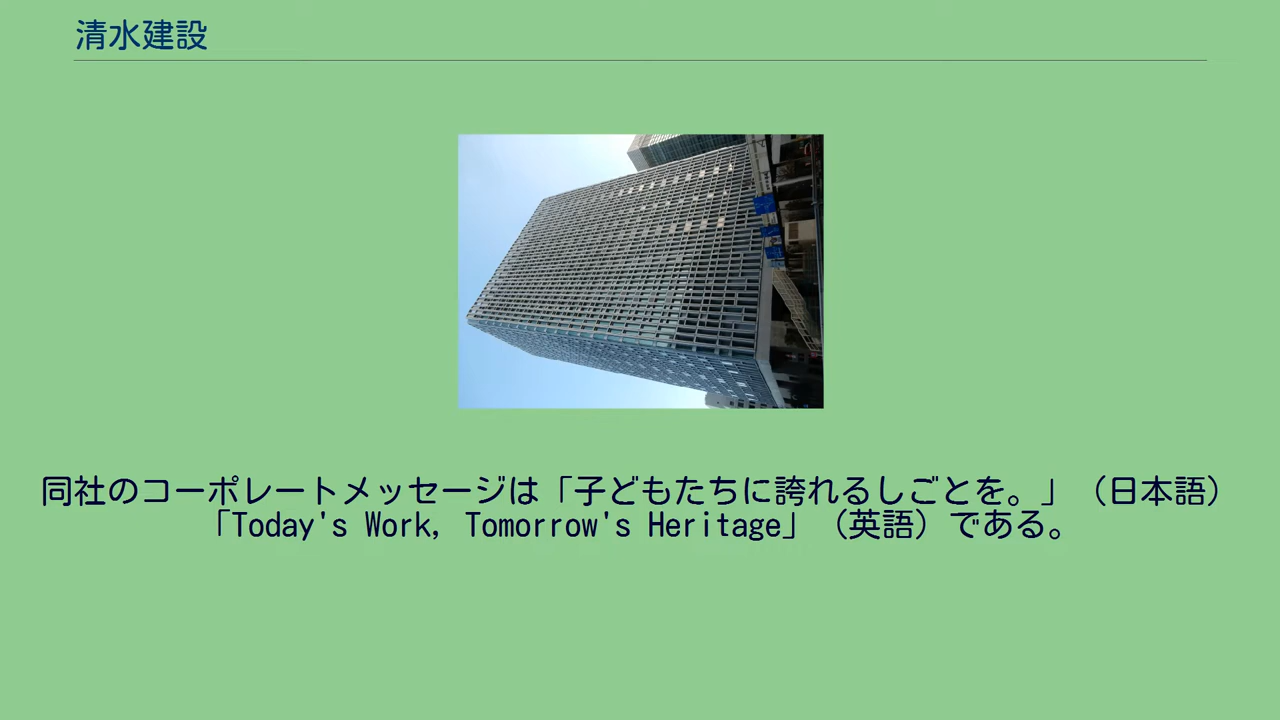 清水建設
同社のコーポレートメッセージは「子どもたちに誇れるしごとを。」（日本語）
「Today's Work, Tomorrow's Heritage」（英語）である。